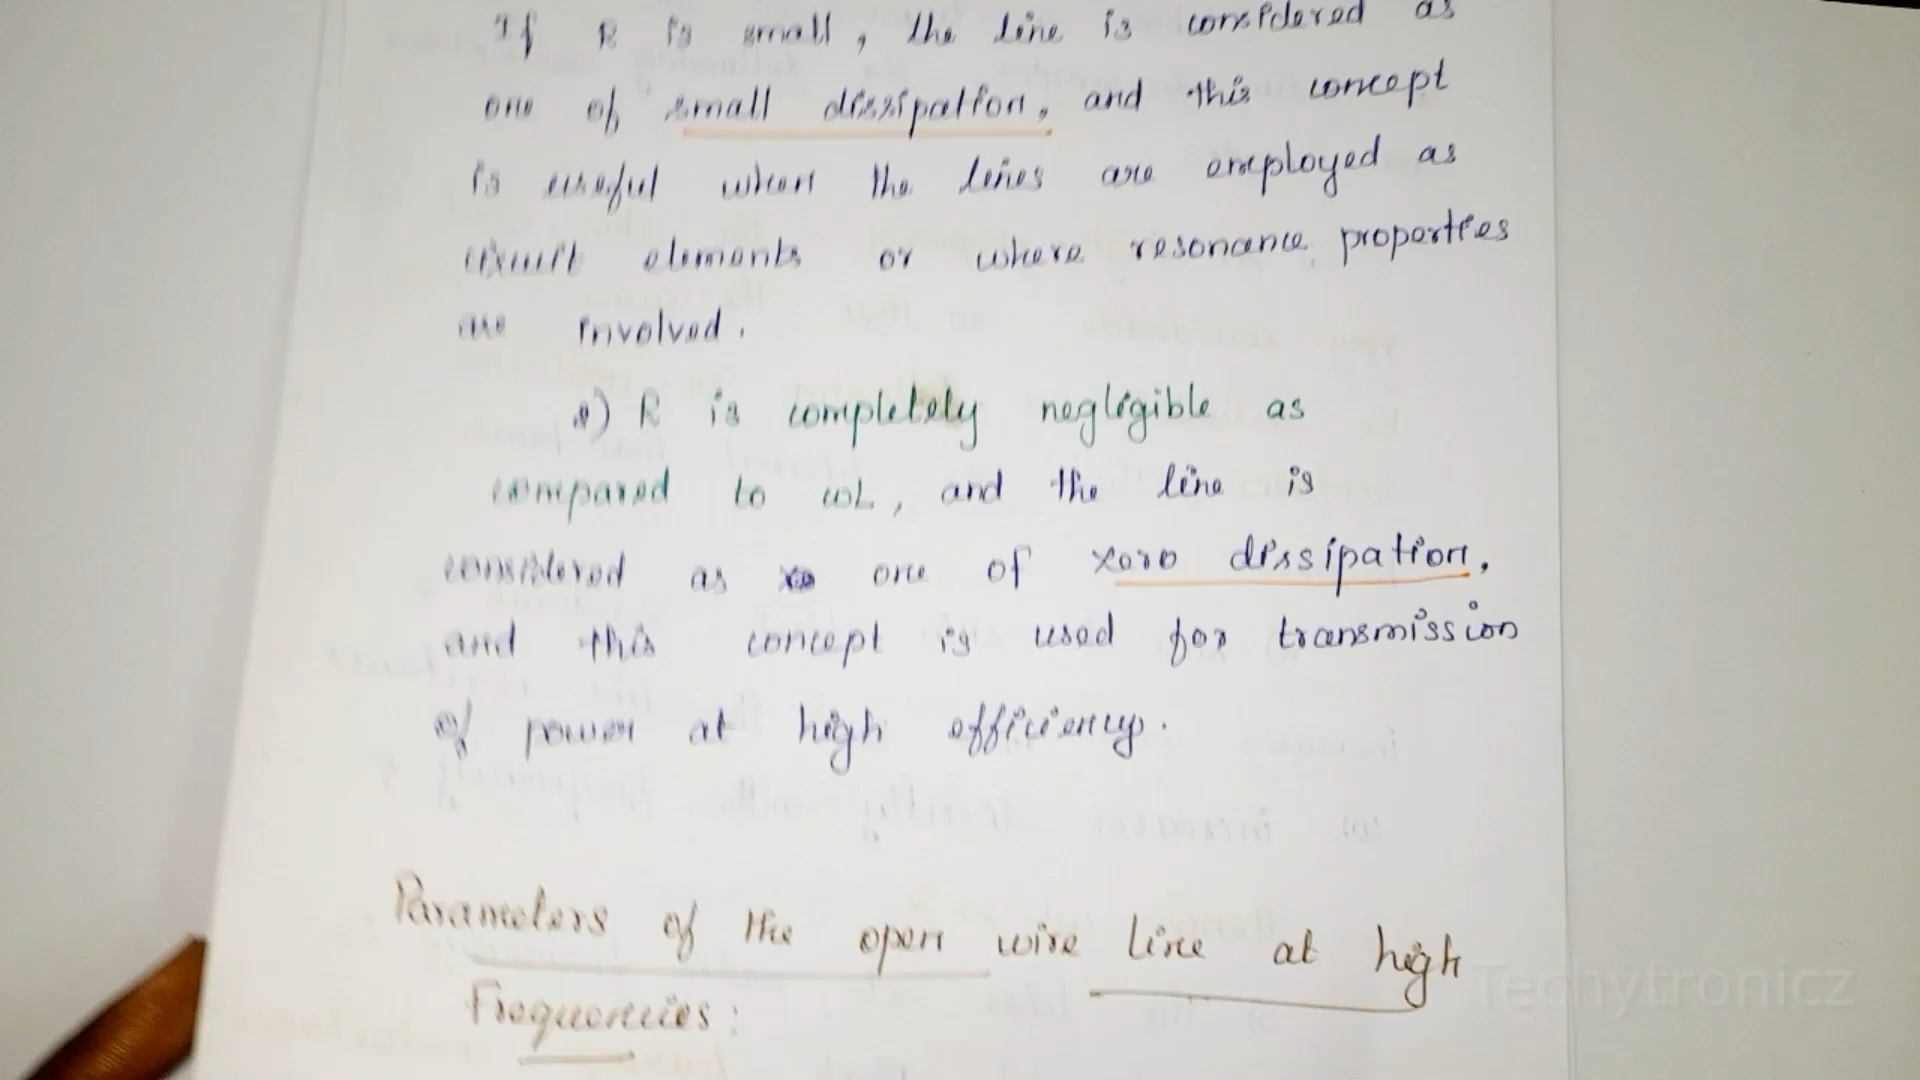 If R is small, the line is considered as
one of small dissipation, and this concept
is useful when the lines are employed as
circuit elements or where resonance properties
are involved.
R is completely negligible as
compared to ωL, and the line is
considered as one of zero dissipation,
and this concept is used for transmission
of power at high efficiency.
Parameters of the open wire line at high
Frequencies:
Techytronicz